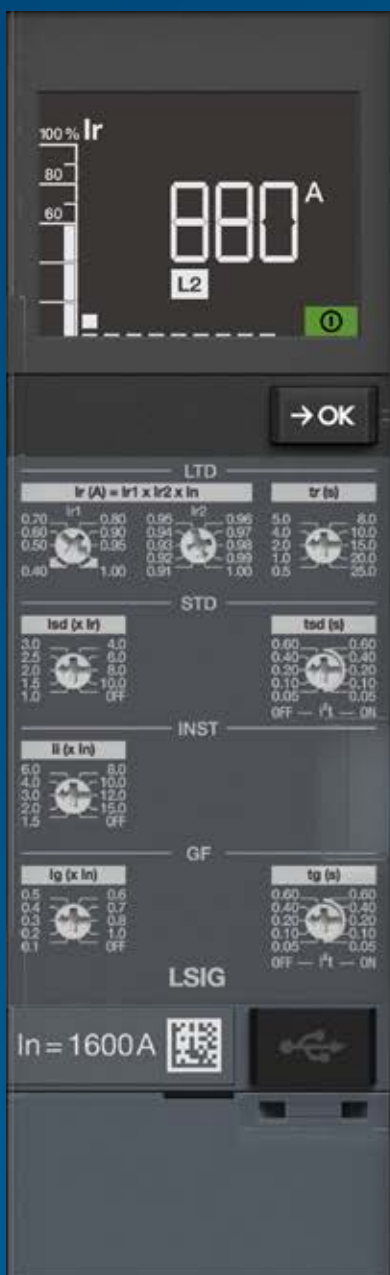 100 % Ir
80
60
880 A
L2
→OK
LTD
Ir (A) = Ir1 x Ir2 x In tr (s)
Ir1 Ir2
0.70 0.80 0.95 0.96 5.0 8.0
0.60 0.90 0.94 0.97 4.0 10.0
0.50 0.95 0.93 0.98 2.0 15.0
0.92 0.99 1.0 20.0
0.40 1.00 0.91 1.00 0.5 25.0
STD
Isd (x Ir) tsd (s)
3.0 4.0 0.60 0.60
2.5 6.0 0.40 0.40
2.0 8.0 0.20 0.20
1.5 10.0 0.10 0.10
1.0 OFF 0.05 0.05
OFF — I²t — ON
INST
Ii (x In)
6.0 8.0
4.0 10.0
3.0 12.0
2.0 15.0
1.5 OFF
GF
Ig (x In) tg (s)
0.5 0.6 0.60 0.60
0.4 0.7 0.40 0.40
0.3 0.8 0.20 0.20
0.2 1.0 0.10 0.10
0.1 OFF 0.05 0.05
OFF — I²t — ON
LSIG
In = 1600A